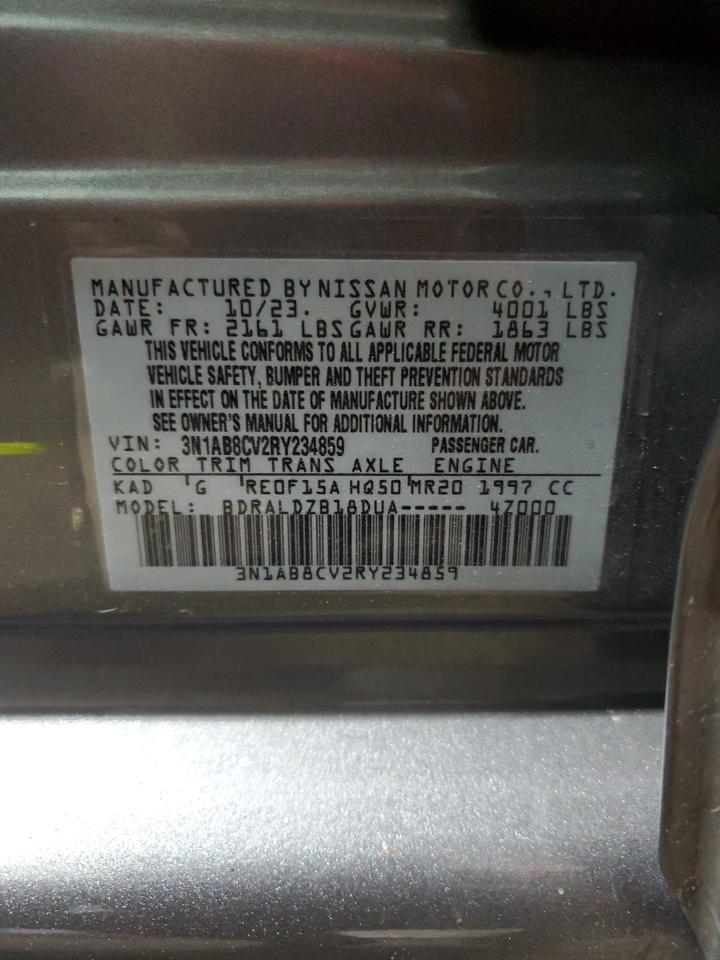 MANUFACTURED BY NISSAN MOTOR CO., LTD.
DATE: 10/23. GVWR: 4001 LBS
GAWR FR: 2161 LBS GAWR RR: 1863 LBS
THIS VEHICLE CONFORMS TO ALL APPLICABLE FEDERAL MOTOR
VEHICLE SAFETY, BUMPER AND THEFT PREVENTION STANDARDS
IN EFFECT ON THE DATE OF MANUFACTURE SHOWN ABOVE.
SEE OWNER'S MANUAL FOR ADDITIONAL INFORMATION.
VIN: 3N1AB8CV2RY234859 PASSENGER CAR.
COLOR TRIM TRANS AXLE ENGINE
KAD G RE0F15A HQ50 MR20 1997 CC
MODEL: BDRALDZB18DUA----- 4Z000
3N1AB8CV2RY234859